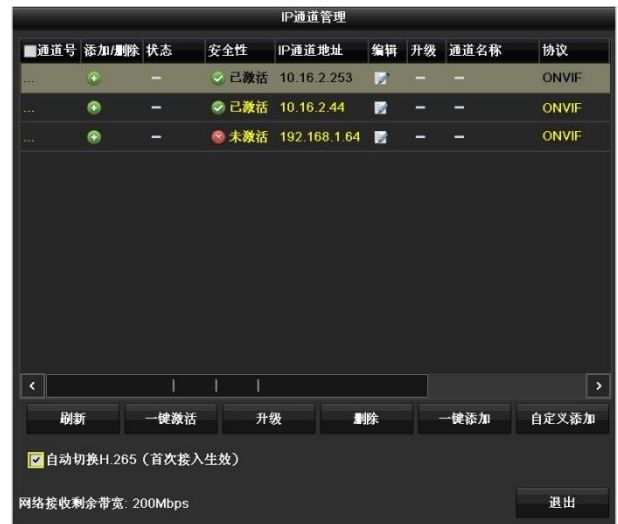 IP通道管理
通道号 添加/删除 状态 安全性 IP通道地址 编辑 升级 通道名称 协议
... — 已激活 10.16.2.253 — — ONVIF
... — 已激活 10.16.2.44 — — ONVIF
... — 未激活 192.168.1.64 — — ONVIF
刷新 一键激活 升级 删除 一键添加 自定义添加
自动切换H.265（首次接入生效）
网络接收剩余带宽: 200Mbps 退出